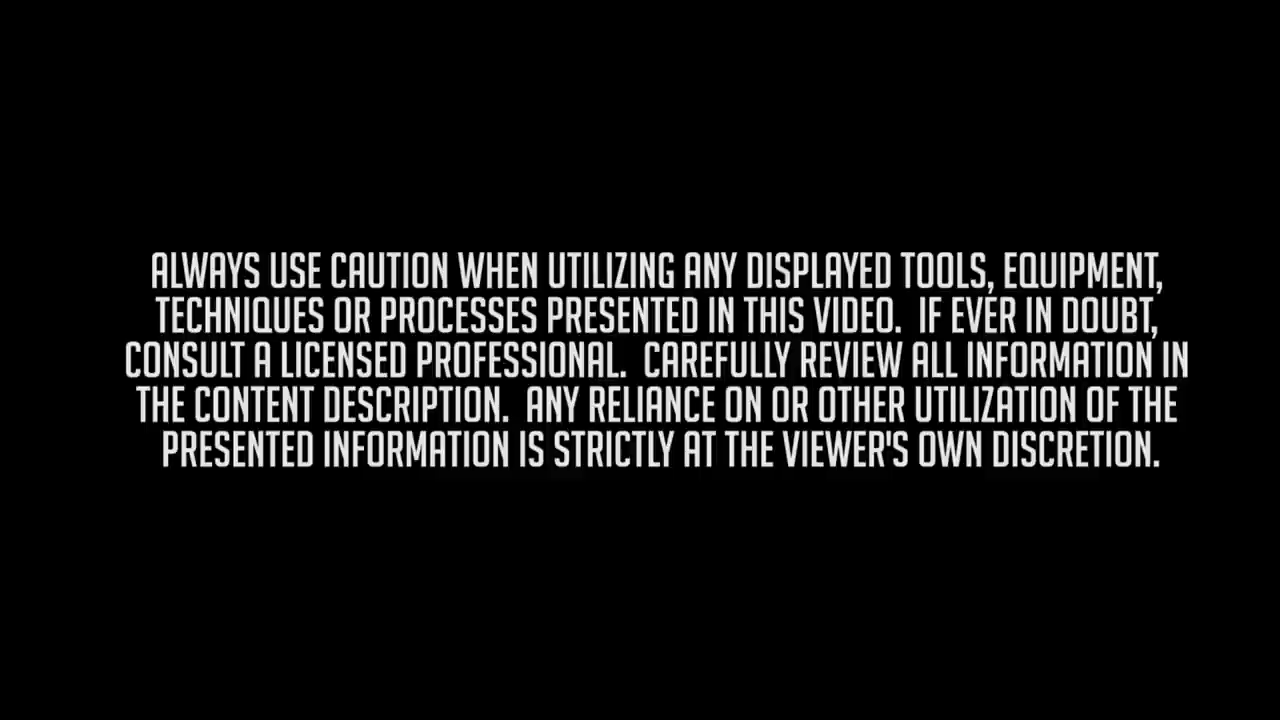 ALWAYS USE CAUTION WHEN UTILIZING ANY DISPLAYED TOOLS, EQUIPMENT,
TECHNIQUES OR PROCESSES PRESENTED IN THIS VIDEO.  IF EVER IN DOUBT,
CONSULT A LICENSED PROFESSIONAL.  CAREFULLY REVIEW ALL INFORMATION IN
THE CONTENT DESCRIPTION.  ANY RELIANCE ON OR OTHER UTILIZATION OF THE
PRESENTED INFORMATION IS STRICTLY AT THE VIEWER'S OWN DISCRETION.